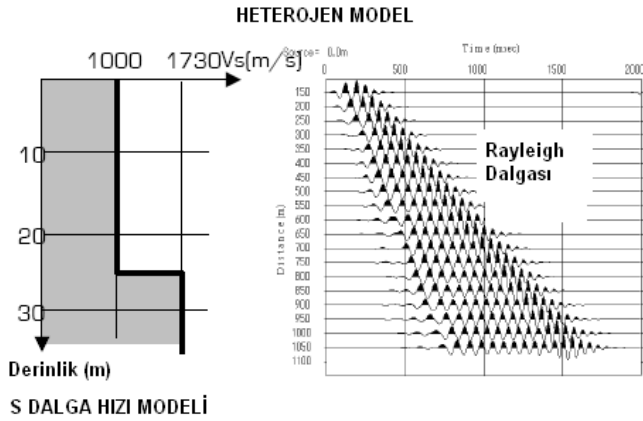 HETEROJEN MODEL
1000 1730 Vs(m/s)
10
20
30
Derinlik (m)
S DALGA HIZI MODELİ
Source= 0.0m
Time (msec)
0 500 1000 1500 2000
Distance (m)
150
200
250
300
350
400
450
500
550
600
650
700
750
800
850
900
950
1000
1050
1100
Rayleigh
Dalgası